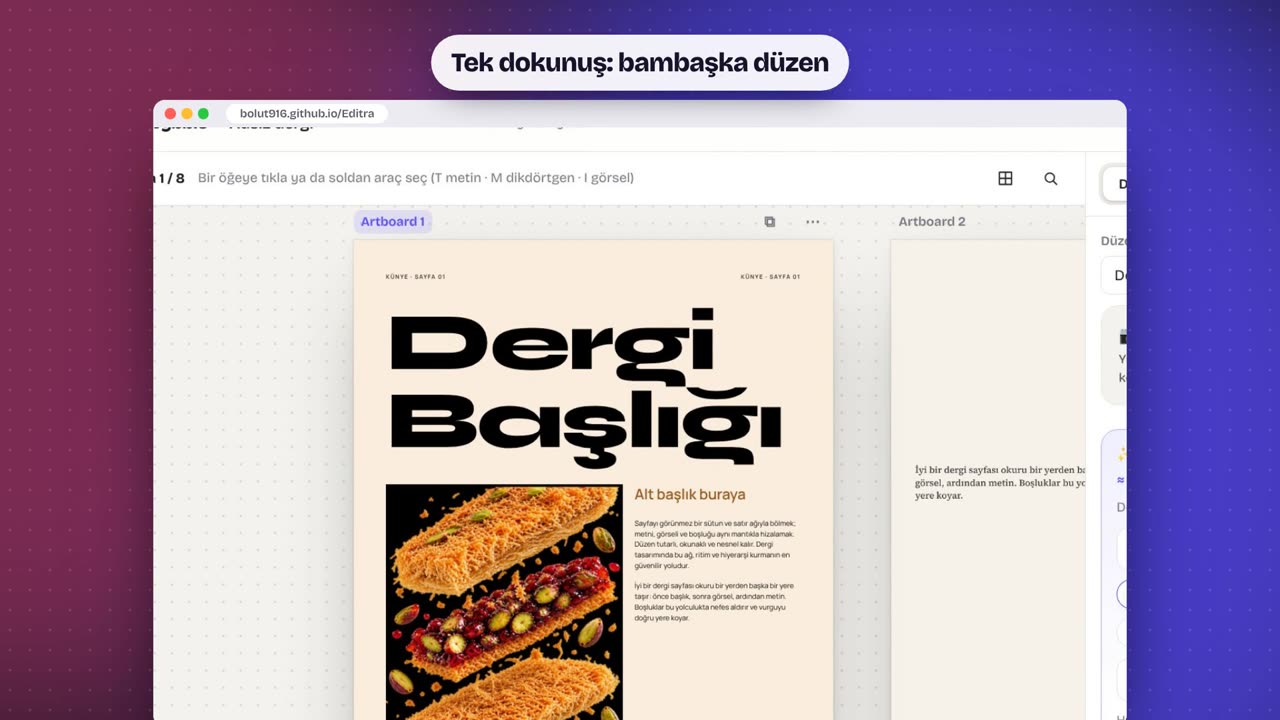 Tek dokunuş: bambaşka düzen
bolut916.github.io/Editra
1 / 8 Bir öğeye tıkla ya da soldan araç seç (T metin · M dikdörtgen · I görsel)
Artboard 1
Artboard 2
KÜNYE · SAYFA 01
KÜNYE · SAYFA 01
Dergi
Başlığı
Alt başlık buraya
Sayfayı görünmez bir sütun ve satır ağıyla bölmek;
metni, görseli ve boşluğu aynı mantıkla hizalamak.
Düzen tutarlı, okunaklı ve nesnel kalır. Dergi
tasarımında bu ağ, ritim ve hiyerarşi kurmanın en
güvenilir yoludur.
İyi bir dergi sayfası okuru bir yerden başka bir yere
taşır: önce başlık, sonra görsel, ardından metin.
Boşluklar bu yolculukta nefes aldırır ve vurguyu
doğru yere koyar.
İyi bir dergi sayfası okuru bir yerden
görsel, ardından metin. Boşluklar bu
yere koyar.